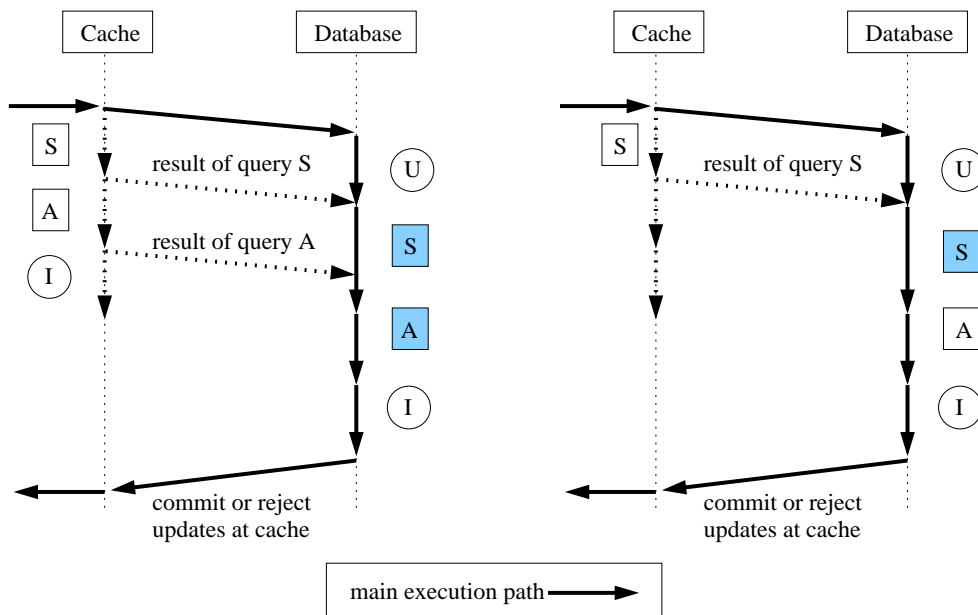 Cache
Database
S
result of query S
U
A
result of query A
S
I
A
I
commit or reject
updates at cache
Cache
Database
S
result of query S
U
S
A
I
commit or reject
updates at cache
main execution path